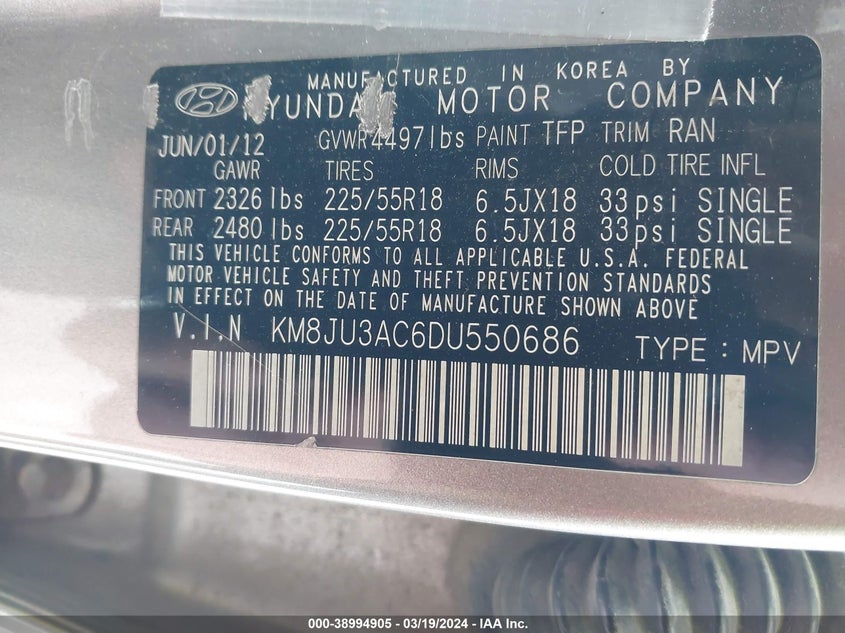 MANUFACTURED IN KOREA BY
HYUNDAI MOTOR COMPANY
JUN/01/12 GVWR 4497lbs PAINT TFP TRIM RAN
GAWR TIRES RIMS COLD TIRE INFL
FRONT 2326 lbs 225/55R18 6.5JX18 33psi SINGLE
REAR 2480 lbs 225/55R18 6.5JX18 33psi SINGLE
THIS VEHICLE CONFORMS TO ALL APPLICABLE U.S.A. FEDERAL
MOTOR VEHICLE SAFETY AND THEFT PREVENTION STANDARDS
IN EFFECT ON THE DATE OF MANUFACTURE SHOWN ABOVE
V.I.N KM8JU3AC6DU550686 TYPE : MPV
000-38994905 - 03/19/2024 - IAA Inc.